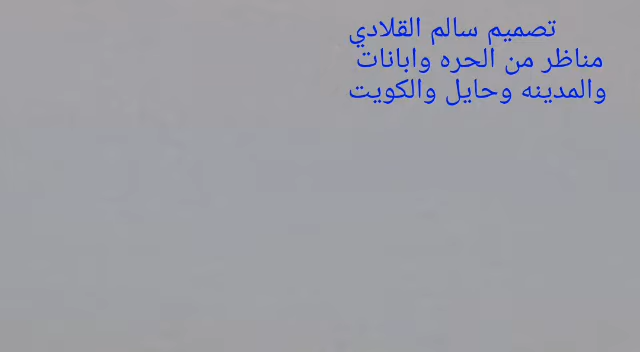 تصميم سالم القلادي
مناظر من الحره وابانات
والمدينه وحايل والكويت